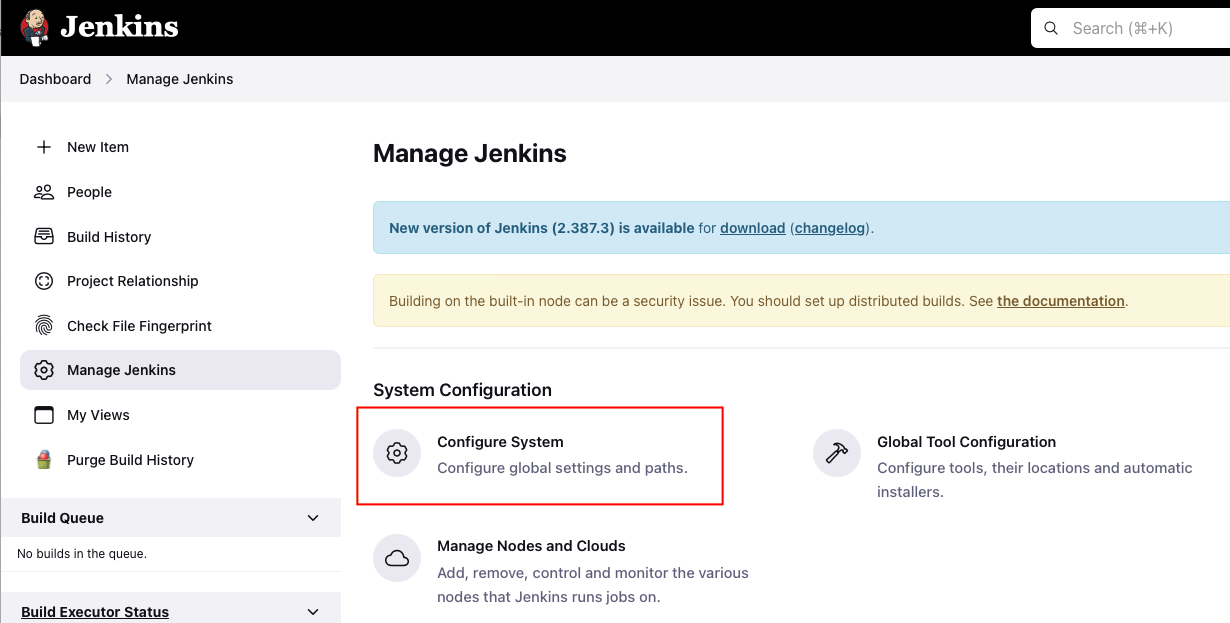 Jenkins
Search (⌘+K)
Dashboard > Manage Jenkins
New Item
People
Build History
Project Relationship
Check File Fingerprint
Manage Jenkins
My Views
Purge Build History
Build Queue
No builds in the queue.
Build Executor Status
Manage Jenkins
New version of Jenkins (2.387.3) is available for download (changelog).
Building on the built-in node can be a security issue. You should set up distributed builds. See the documentation.
System Configuration
Configure System
Configure global settings and paths.
Global Tool Configuration
Configure tools, their locations and automatic
installers.
Manage Nodes and Clouds
Add, remove, control and monitor the various
nodes that Jenkins runs jobs on.